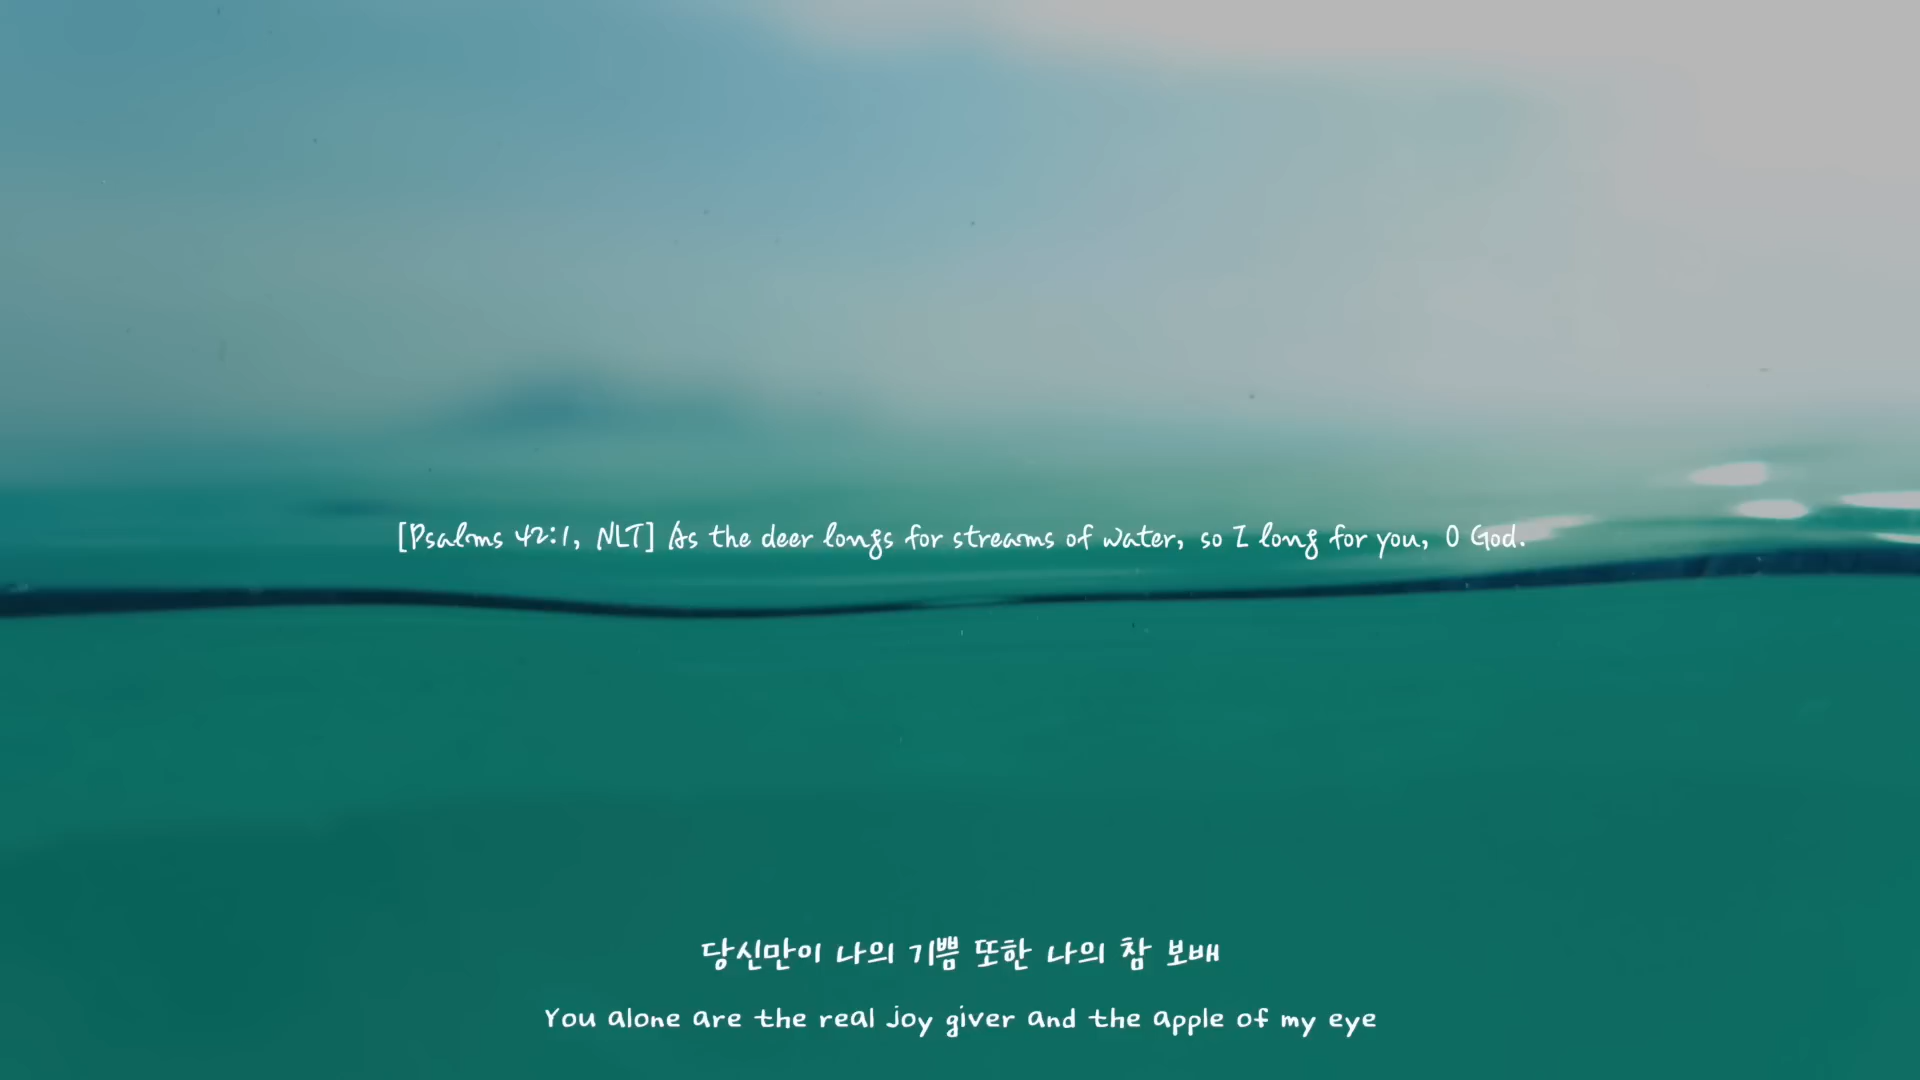 [Psalms 42:1, NLT] As the deer longs for streams of water, so I long for you, O God.
당신만이 나의 기쁨 또한 나의 참 보배
You alone are the real joy giver and the apple of my eye